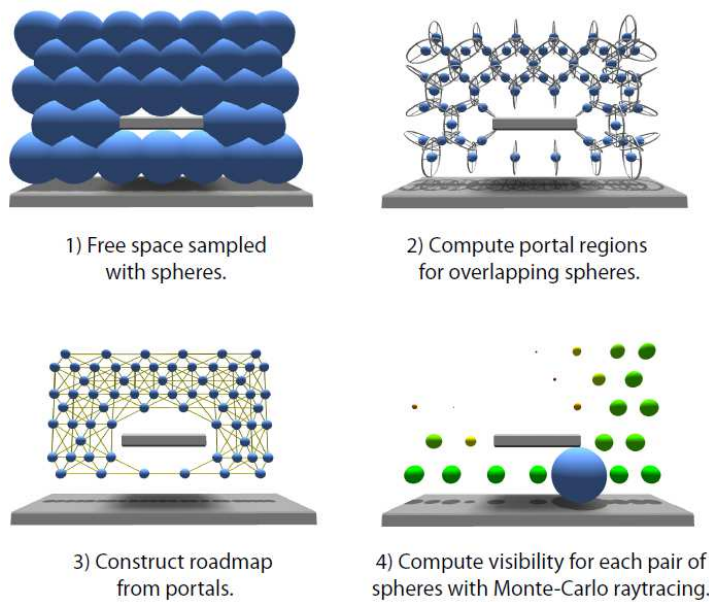 1) Free space sampled
with spheres.
2) Compute portal regions
for overlapping spheres.
3) Construct roadmap
from portals.
4) Compute visibility for each pair of
spheres with Monte-Carlo raytracing.